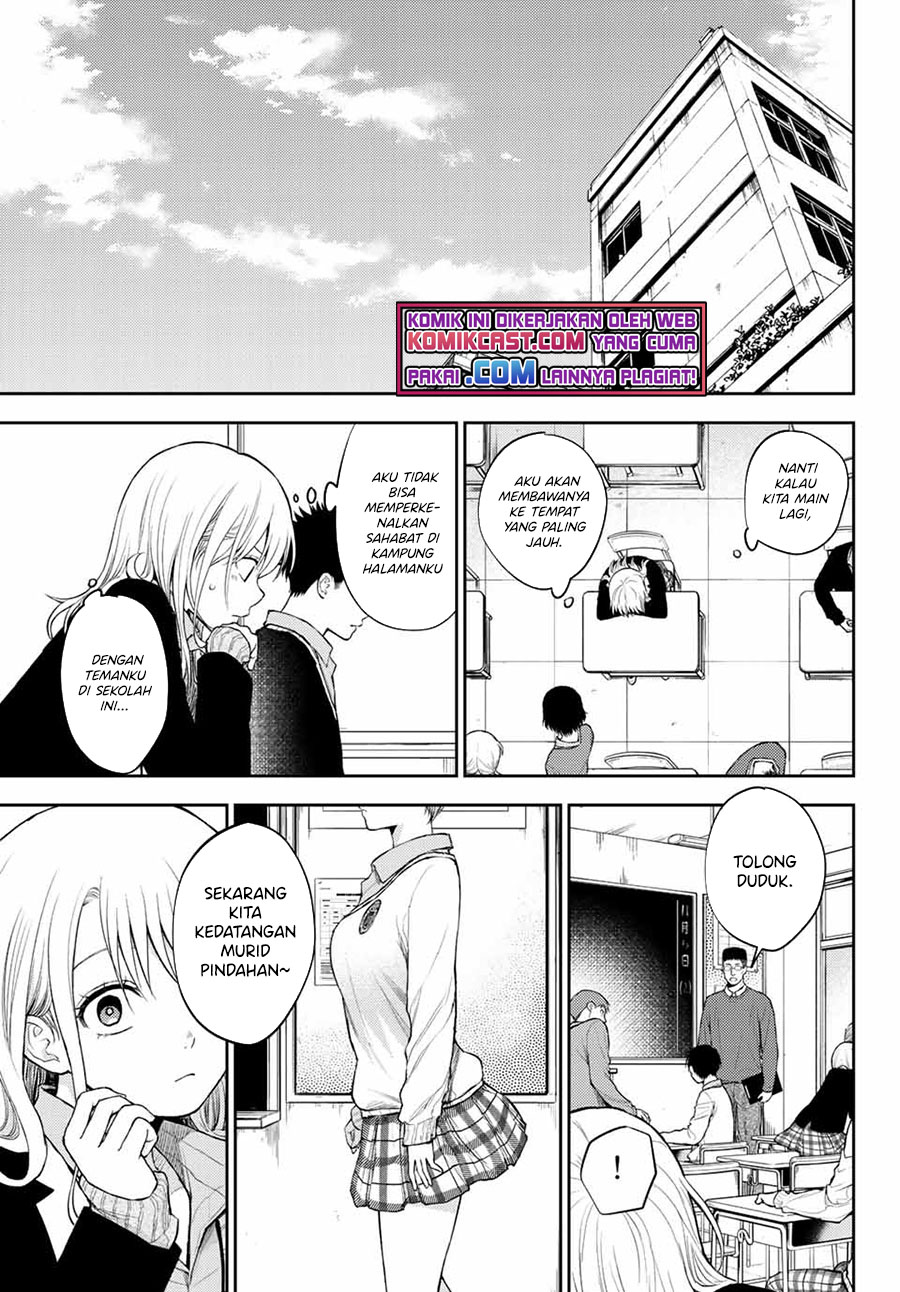 KOMIK INI DIKERJAKAN OLEH WEB
KOMIKCAST.COM YANG CUMA
PAKAI .COM LAINNYA PLAGIAT!
NANTI
KALAU
KITA MAIN
LAGI,
AKU AKAN
MEMBAWANYA
KE TEMPAT
YANG PALING
JAUH.
AKU TIDAK
BISA
MEMPERKE-
NALKAN
SAHABAT DI
KAMPUNG
HALAMANKU
DENGAN
TEMANKU
DI SEKOLAH
INI...
TOLONG
DUDUK.
!
SEKARANG
KITA
KEDATANGAN
MURID
PINDAHAN~